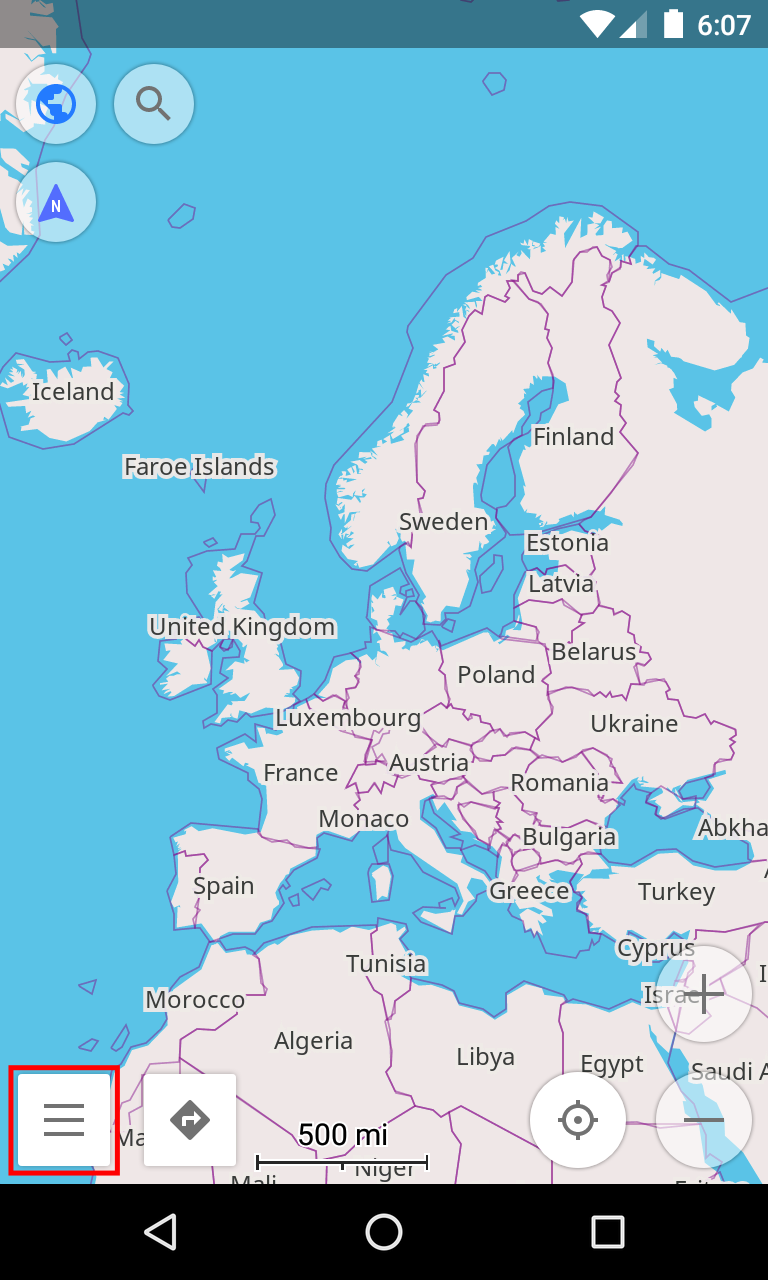 6:07
N
Iceland
Finland
Faroe Islands
Sweden
Estonia
Latvia
United Kingdom
Belarus
Poland
Luxembourg
Ukraine
Austria
France
Romania
Monaco
Abkha
Bulgaria
Spain
Greece
Turkey
Cyprus
Tunisia
Israe
Morocco
Algeria
Libya
Egypt
Saudi A
Ma
500 mi
Niger
Mali